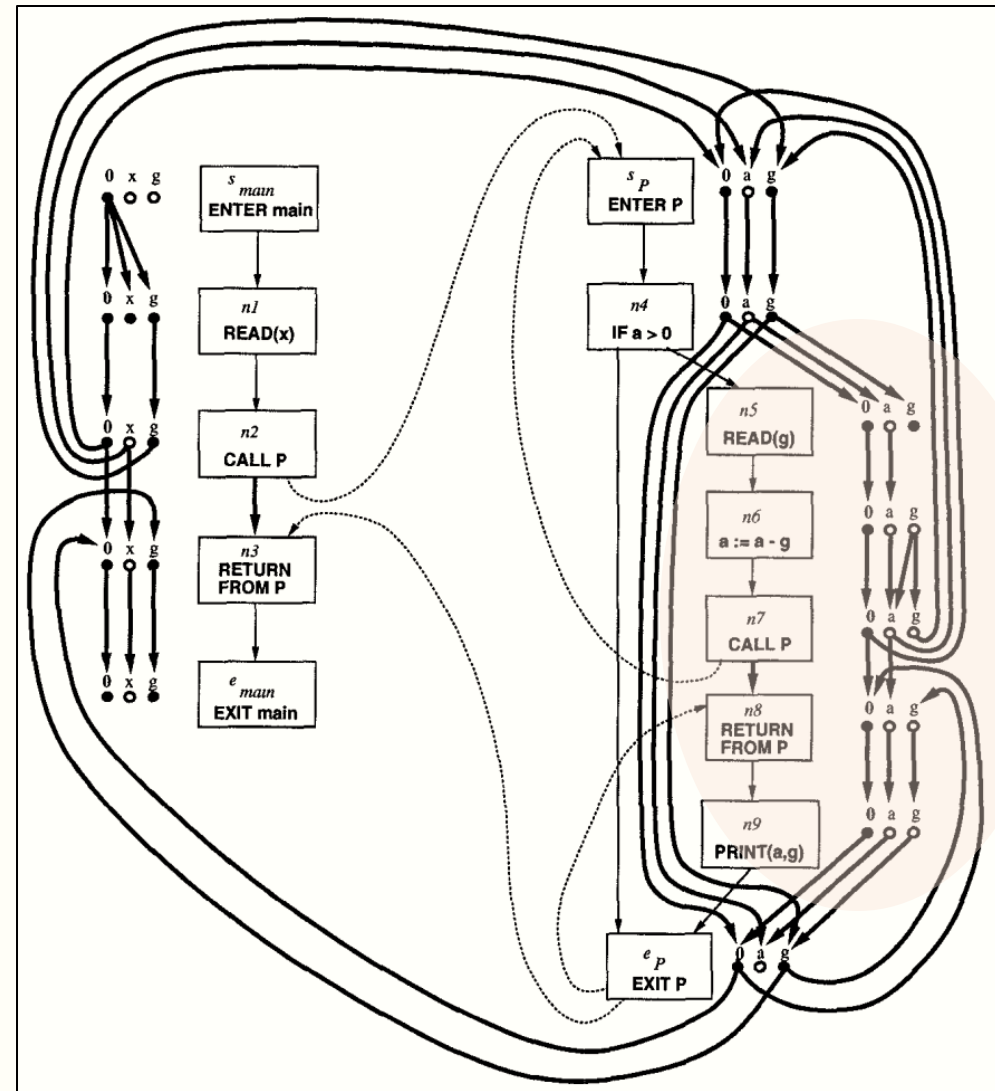 0 x g
s main
ENTER main
0 x g
n1
READ(x)
0 x g
n2
CALL P
0 x g
n3
RETURN
FROM P
0 x g
e main
EXIT main
s P
ENTER P
0 a g
n4
IF a > 0
0 a g
n5
READ(g)
0 a g
n6
a := a - g
0 a g
n7
CALL P
0 a g
n8
RETURN
FROM P
0 a g
n9
PRINT(a,g)
0 a g
e P
EXIT P
0 a g